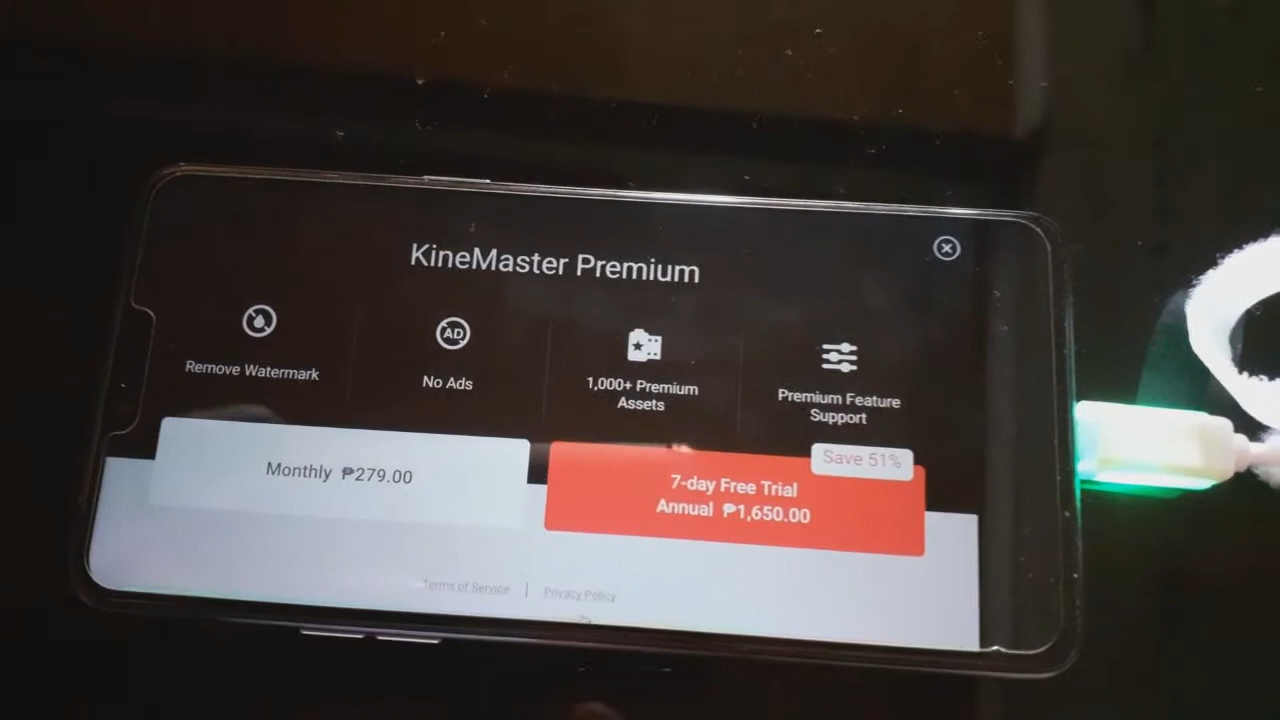 KineMaster Premium
Remove Watermark
AD
No Ads
1,000+ Premium
Assets
Premium Feature
Support
Monthly ₱279.00
Save 51%
7-day Free Trial
Annual ₱1,650.00
Terms of Service | Privacy Policy